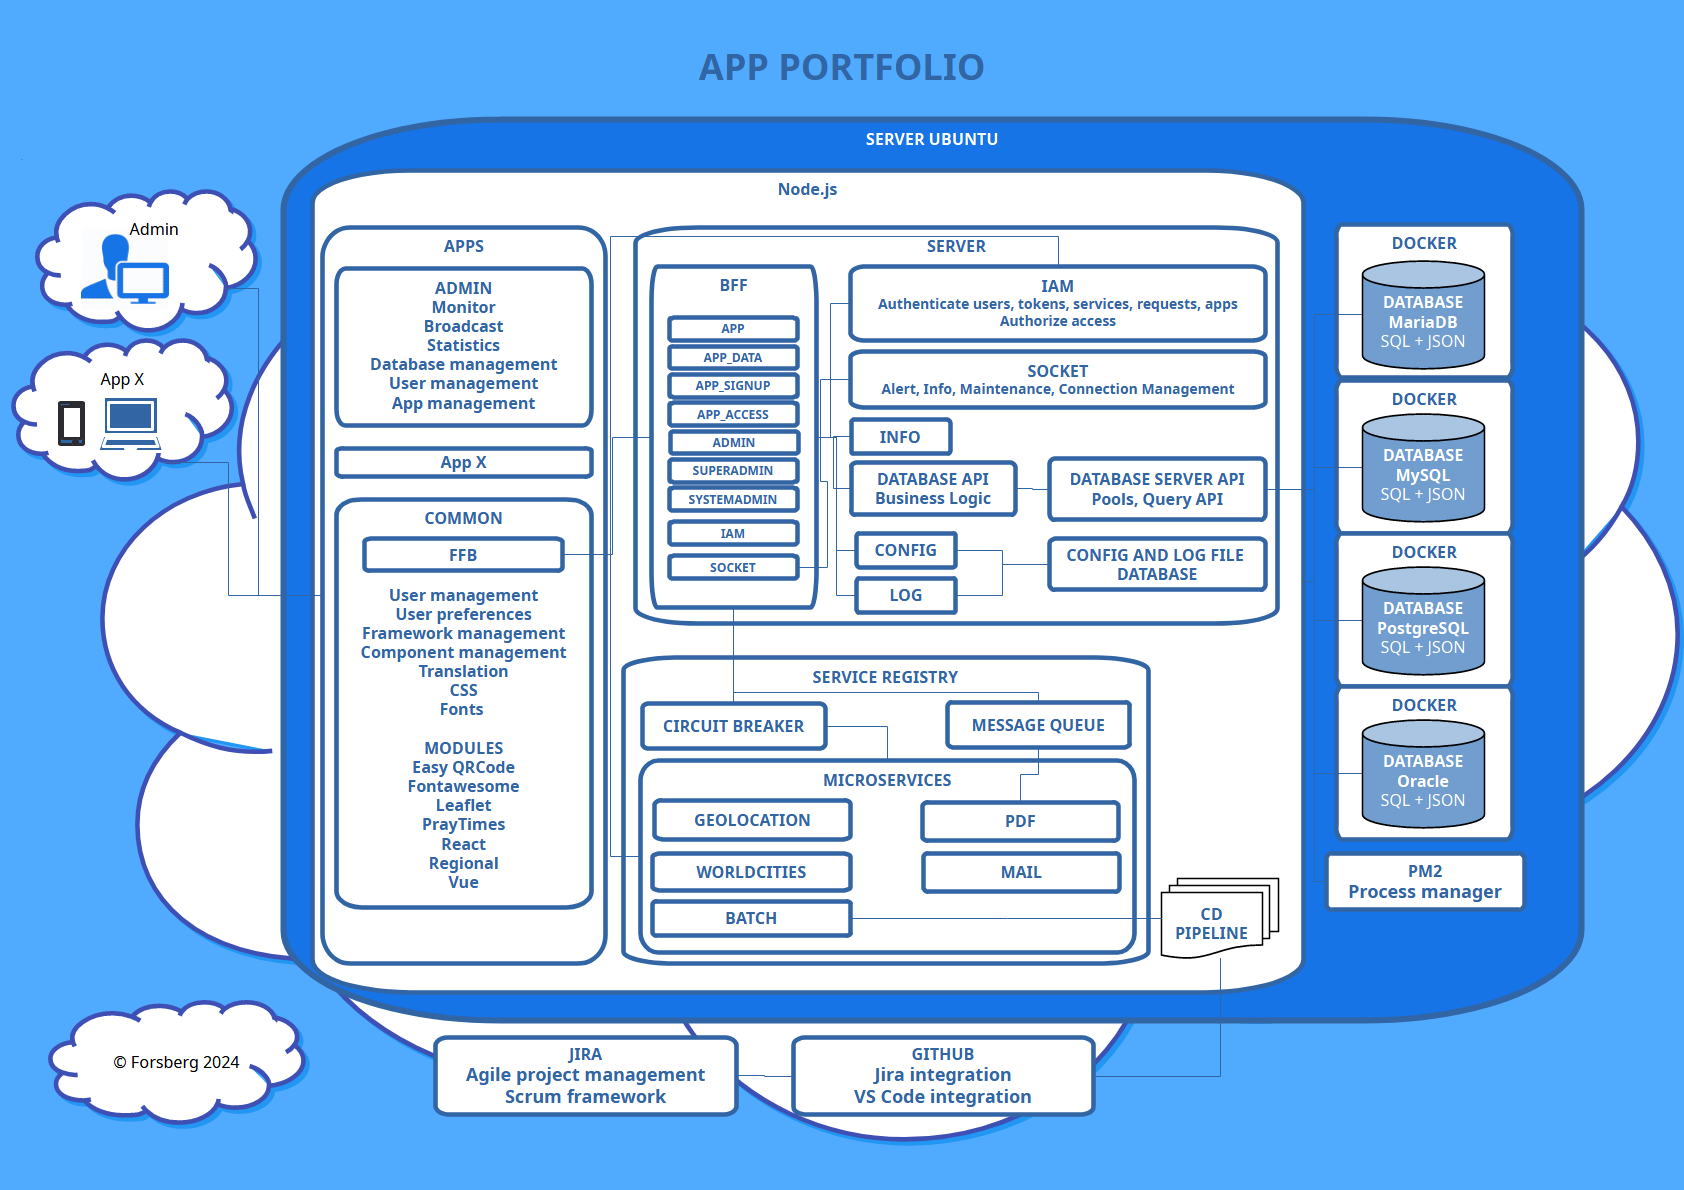 APP PORTFOLIO
SERVER UBUNTU
Node.js
Admin
App X
APPS
ADMIN
Monitor
Broadcast
Statistics
Database management
User management
App management
App X
COMMON
FFB
User management
User preferences
Framework management
Component management
Translation
CSS
Fonts
MODULES
Easy QRCode
Fontawesome
Leaflet
PrayTimes
React
Regional
Vue
SERVER
BFF
APP
APP_DATA
APP_SIGNUP
APP_ACCESS
ADMIN
SUPERADMIN
SYSTEMADMIN
IAM
SOCKET
IAM
Authenticate users, tokens, services, requests, apps
Authorize access
SOCKET
Alert, Info, Maintenance, Connection Management
INFO
DATABASE API
Business Logic
DATABASE SERVER API
Pools, Query API
CONFIG
LOG
CONFIG AND LOG FILE
DATABASE
SERVICE REGISTRY
CIRCUIT BREAKER
MESSAGE QUEUE
MICROSERVICES
GEOLOCATION
PDF
WORLDCITIES
MAIL
BATCH
CD
PIPELINE
DOCKER
DATABASE
MariaDB
SQL + JSON
DOCKER
DATABASE
MySQL
SQL + JSON
DOCKER
DATABASE
PostgreSQL
SQL + JSON
DOCKER
DATABASE
Oracle
SQL + JSON
PM2
Process manager
JIRA
Agile project management
Scrum framework
GITHUB
Jira integration
VS Code integration
© Forsberg 2024